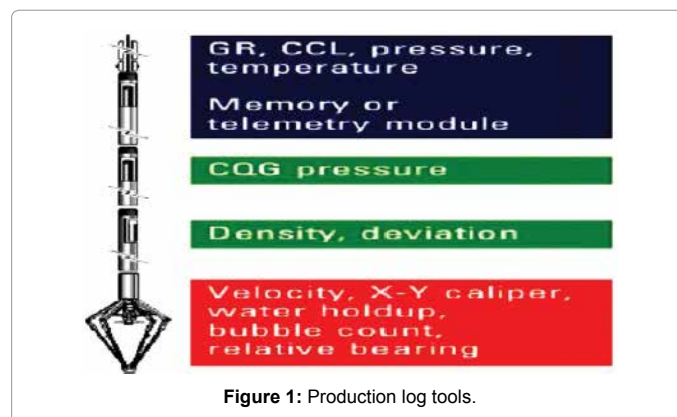 GR, CCL, pressure,
temperature
Memory or
telemetry module
CQG pressure
Density, deviation
Velocity, X-Y caliper,
water holdup,
bubble count,
relative bearing
Figure 1: Production log tools.